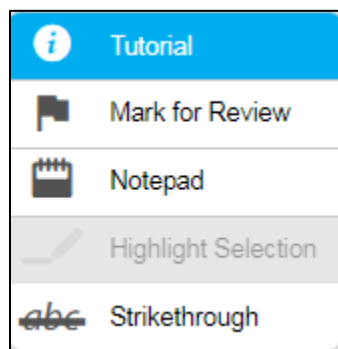 Tutorial
Mark for Review
Notepad
Highlight Selection
abc Strikethrough